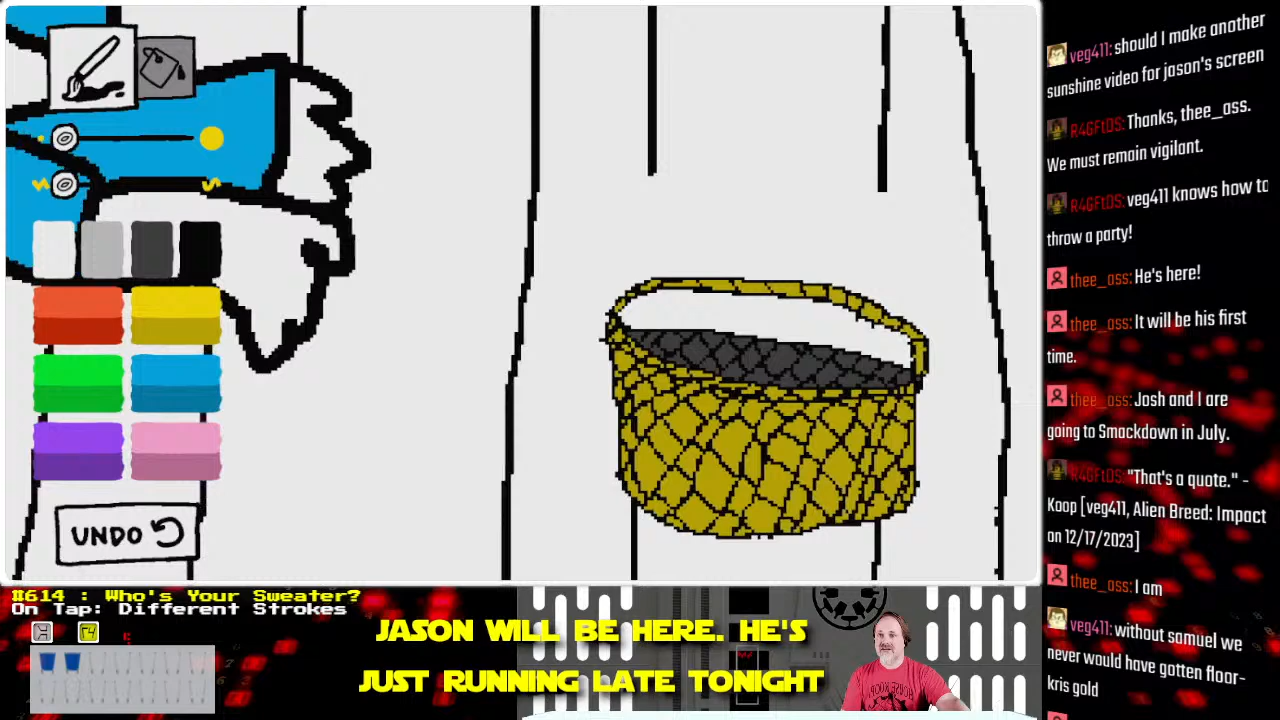 UNDO
#614 : Who's Your Sweater?
On Tap: Different Strokes
JASON WILL BE HERE. HE'S
JUST RUNNING LATE TONIGHT
veg411: should I make another
sunshine video for jason's screen
R4GFtDS: Thanks, thee_ass.
We must remain vigilant.
R4GFtDS: veg411 knows how to
throw a party!
thee_ass: He's here!
thee_ass: It will be his first
time.
thee_ass: Josh and I are
going to Smackdown in July.
R4GFtDS: "That's a quote." -
Koop [veg411, Alien Breed: Impact
on 12/17/2023]
thee_ass: I am
veg411: without samuel we
never would have gotten floor-
kris gold